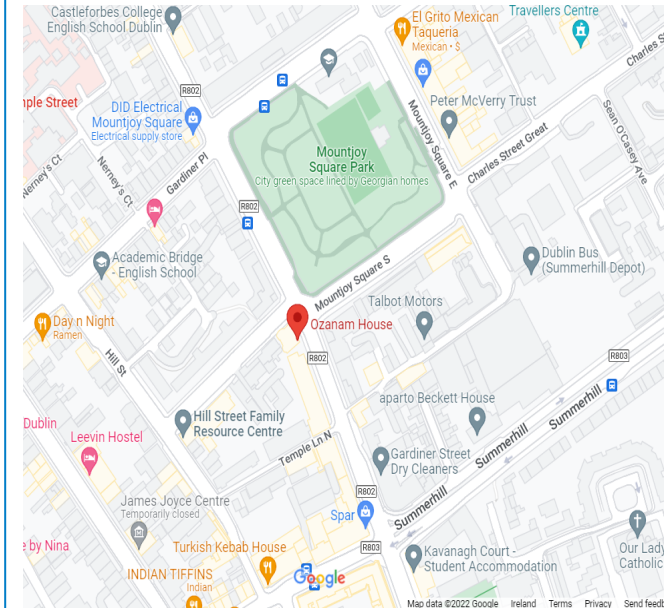 Castleforbes College
English School Dublin
El Grito Mexican
Taqueria
Mexican • $
Travellers Centre
Charles St
R802
DID Electrical
Mountjoy Square
Electrical supply store
Peter McVerry Trust
mple Street
Mountjoy
Square Park
City green space lined by Georgian homes
Mountjoy Square E
Charles Street Great
Sean O'Casey Ave
Nerney's Ct
Nerney's Ct
Gardiner Pl
R802
Academic Bridge
- English School
Dublin Bus
(Summerhill Depot)
Mountjoy Square S
Talbot Motors
Ozanam House
Day n Night
Ramen
Hill St
R802
R803
aparto Beckett House
Summerhill
Dublin
Hill Street Family
Resource Centre
Leevin Hostel
Temple Ln N
Gardiner Street
Dry Cleaners
Summerhill
R802
James Joyce Centre
Temporarily closed
Spar
Summerhill
e by Nina
Turkish Kebab House
R803
Kavanagh Court -
Student Accommodation
Our Lady
Catholic
INDIAN TIFFINS
Indian
Google
Map data ©2022 Google Ireland Terms Privacy Send feedb